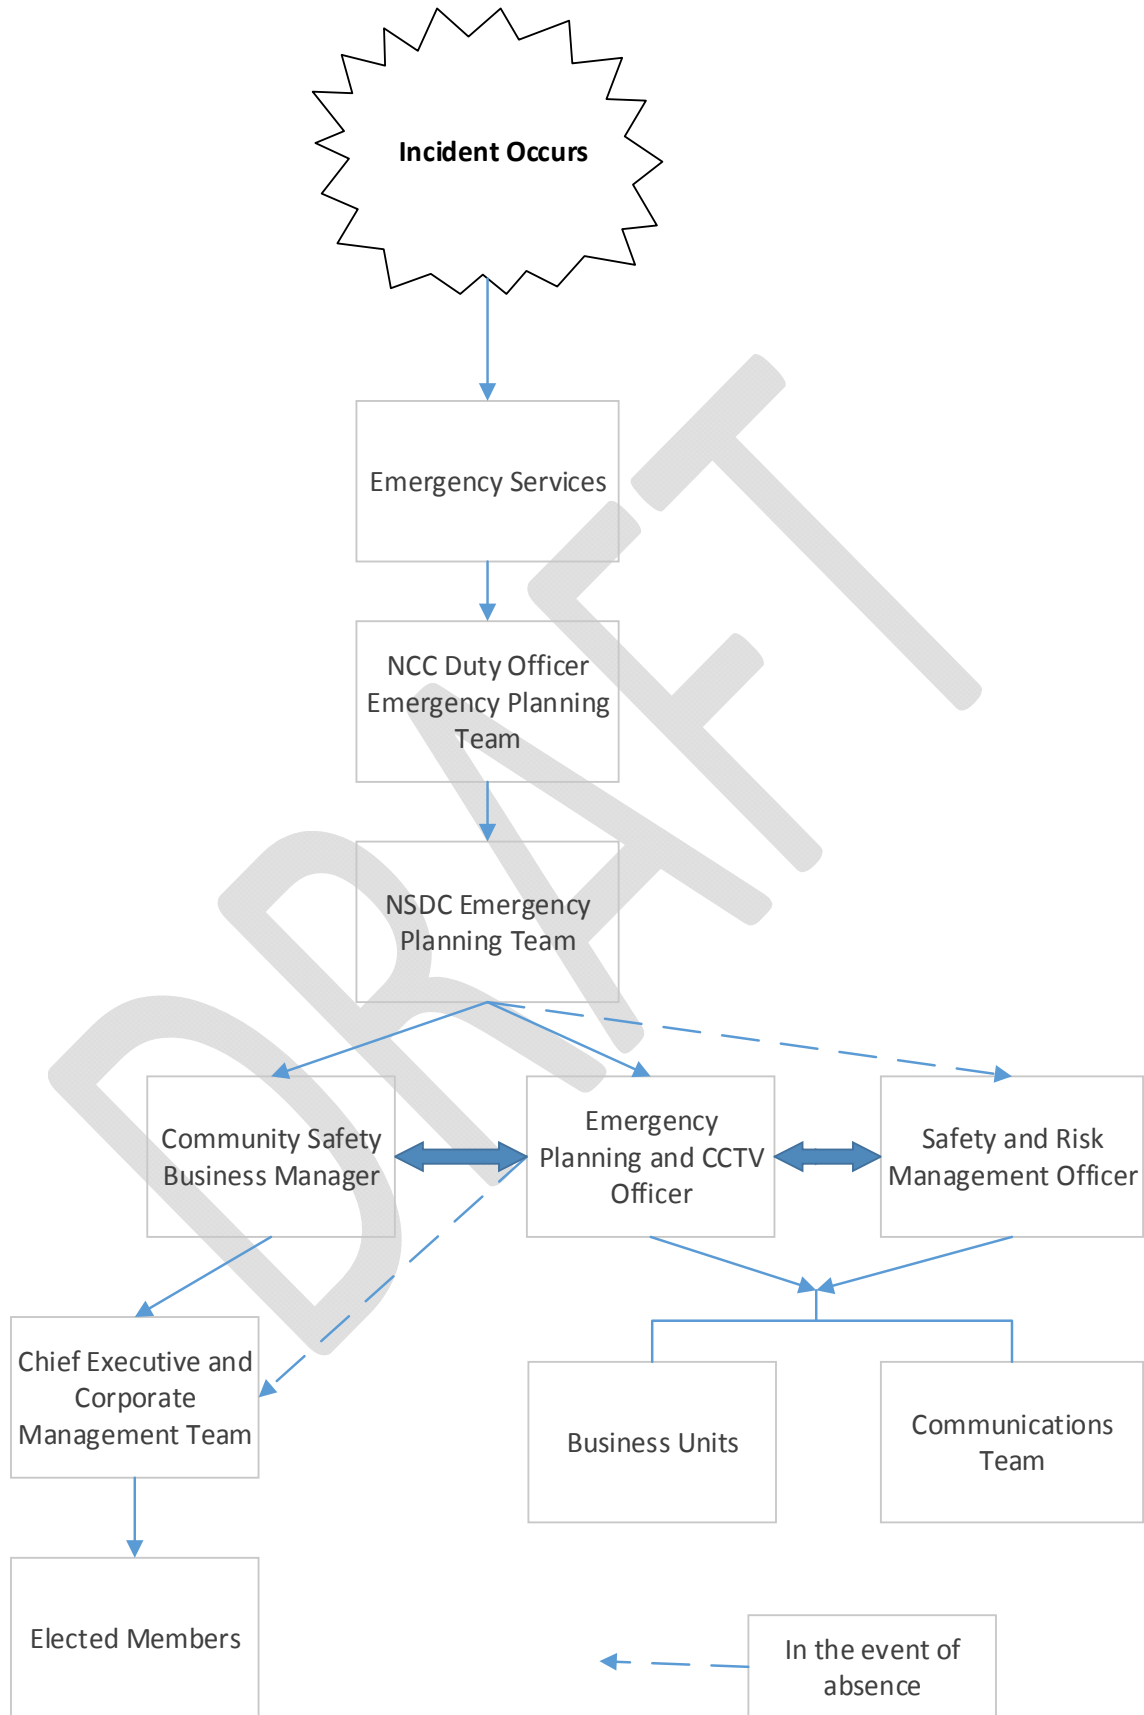 Incident Occurs
Emergency Services
NCC Duty Officer
Emergency Planning
Team
NSDC Emergency
Planning Team
Community Safety
Business Manager
Emergency
Planning and CCTV
Officer
Safety and Risk
Management Officer
Chief Executive and
Corporate
Management Team
Business Units
Communications
Team
Elected Members
In the event of
absence
DRAFT